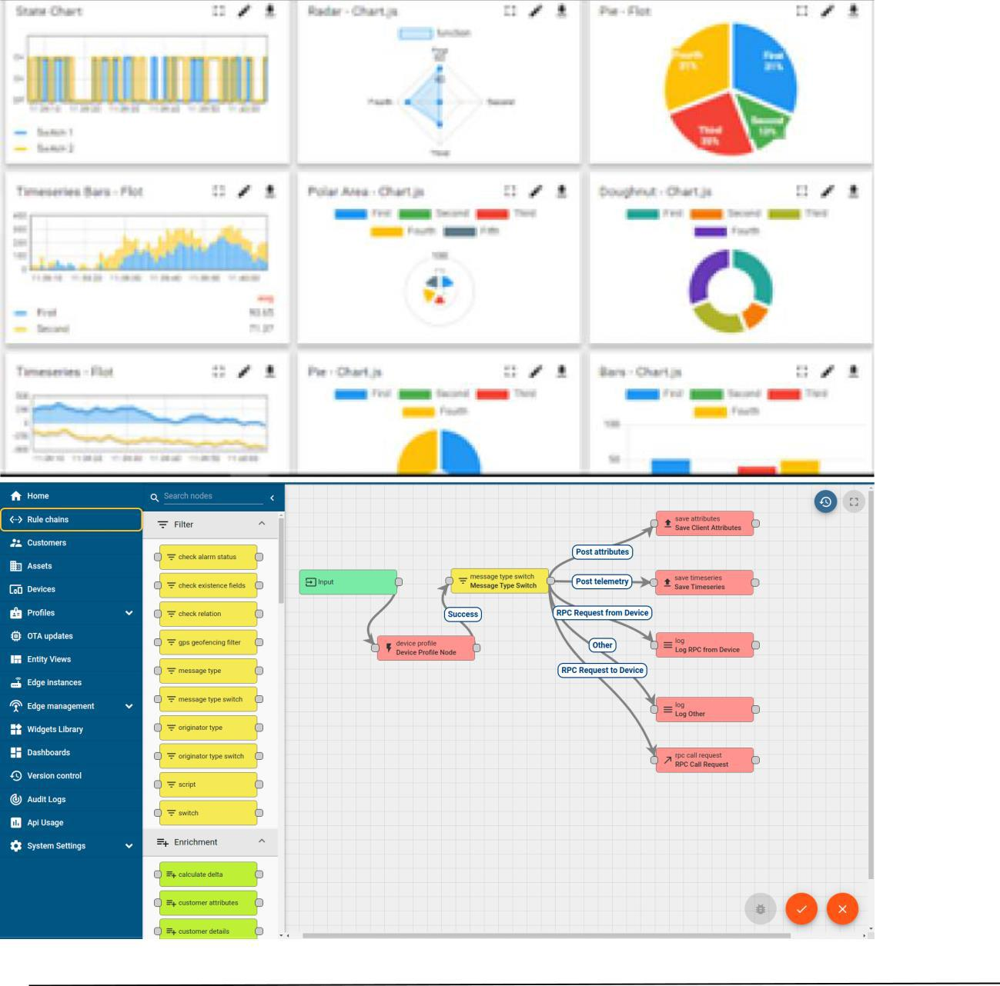 State Chart
Switch 1
Switch 2
Radar - Chart.js
function
First
Fourth
Second
Third
Pie - Flot
Fourth
31%
First
31%
Third
Second
Timeseries Bars - Flot
avg
First
Second
Polar Area - Chart.js
First Second Third
Fourth Fifth
100
Doughnut - Chart.js
First Second Third
Fourth
Timeseries - Flot
Pie - Chart.js
First Second Third
Fourth
Bars - Chart.js
First Second Third
Fourth
100
50
Home
Rule chains
Customers
Assets
Devices
Profiles
OTA updates
Entity Views
Edge instances
Edge management
Widgets Library
Dashboards
Version control
Audit Logs
Api Usage
System Settings
Search nodes
Filter
check alarm status
check existence fields
check relation
gps geofencing filter
message type
message type switch
originator type
originator type switch
script
switch
Enrichment
calculate delta
customer attributes
customer details
Input
device profile
Device Profile Node
Success
message type switch
Message Type Switch
Post attributes
Post telemetry
RPC Request from Device
Other
RPC Request to Device
save attributes
Save Client Attributes
save timeseries
Save Timeseries
log
Log RPC from Device
log
Log Other
rpc call request
RPC Call Request